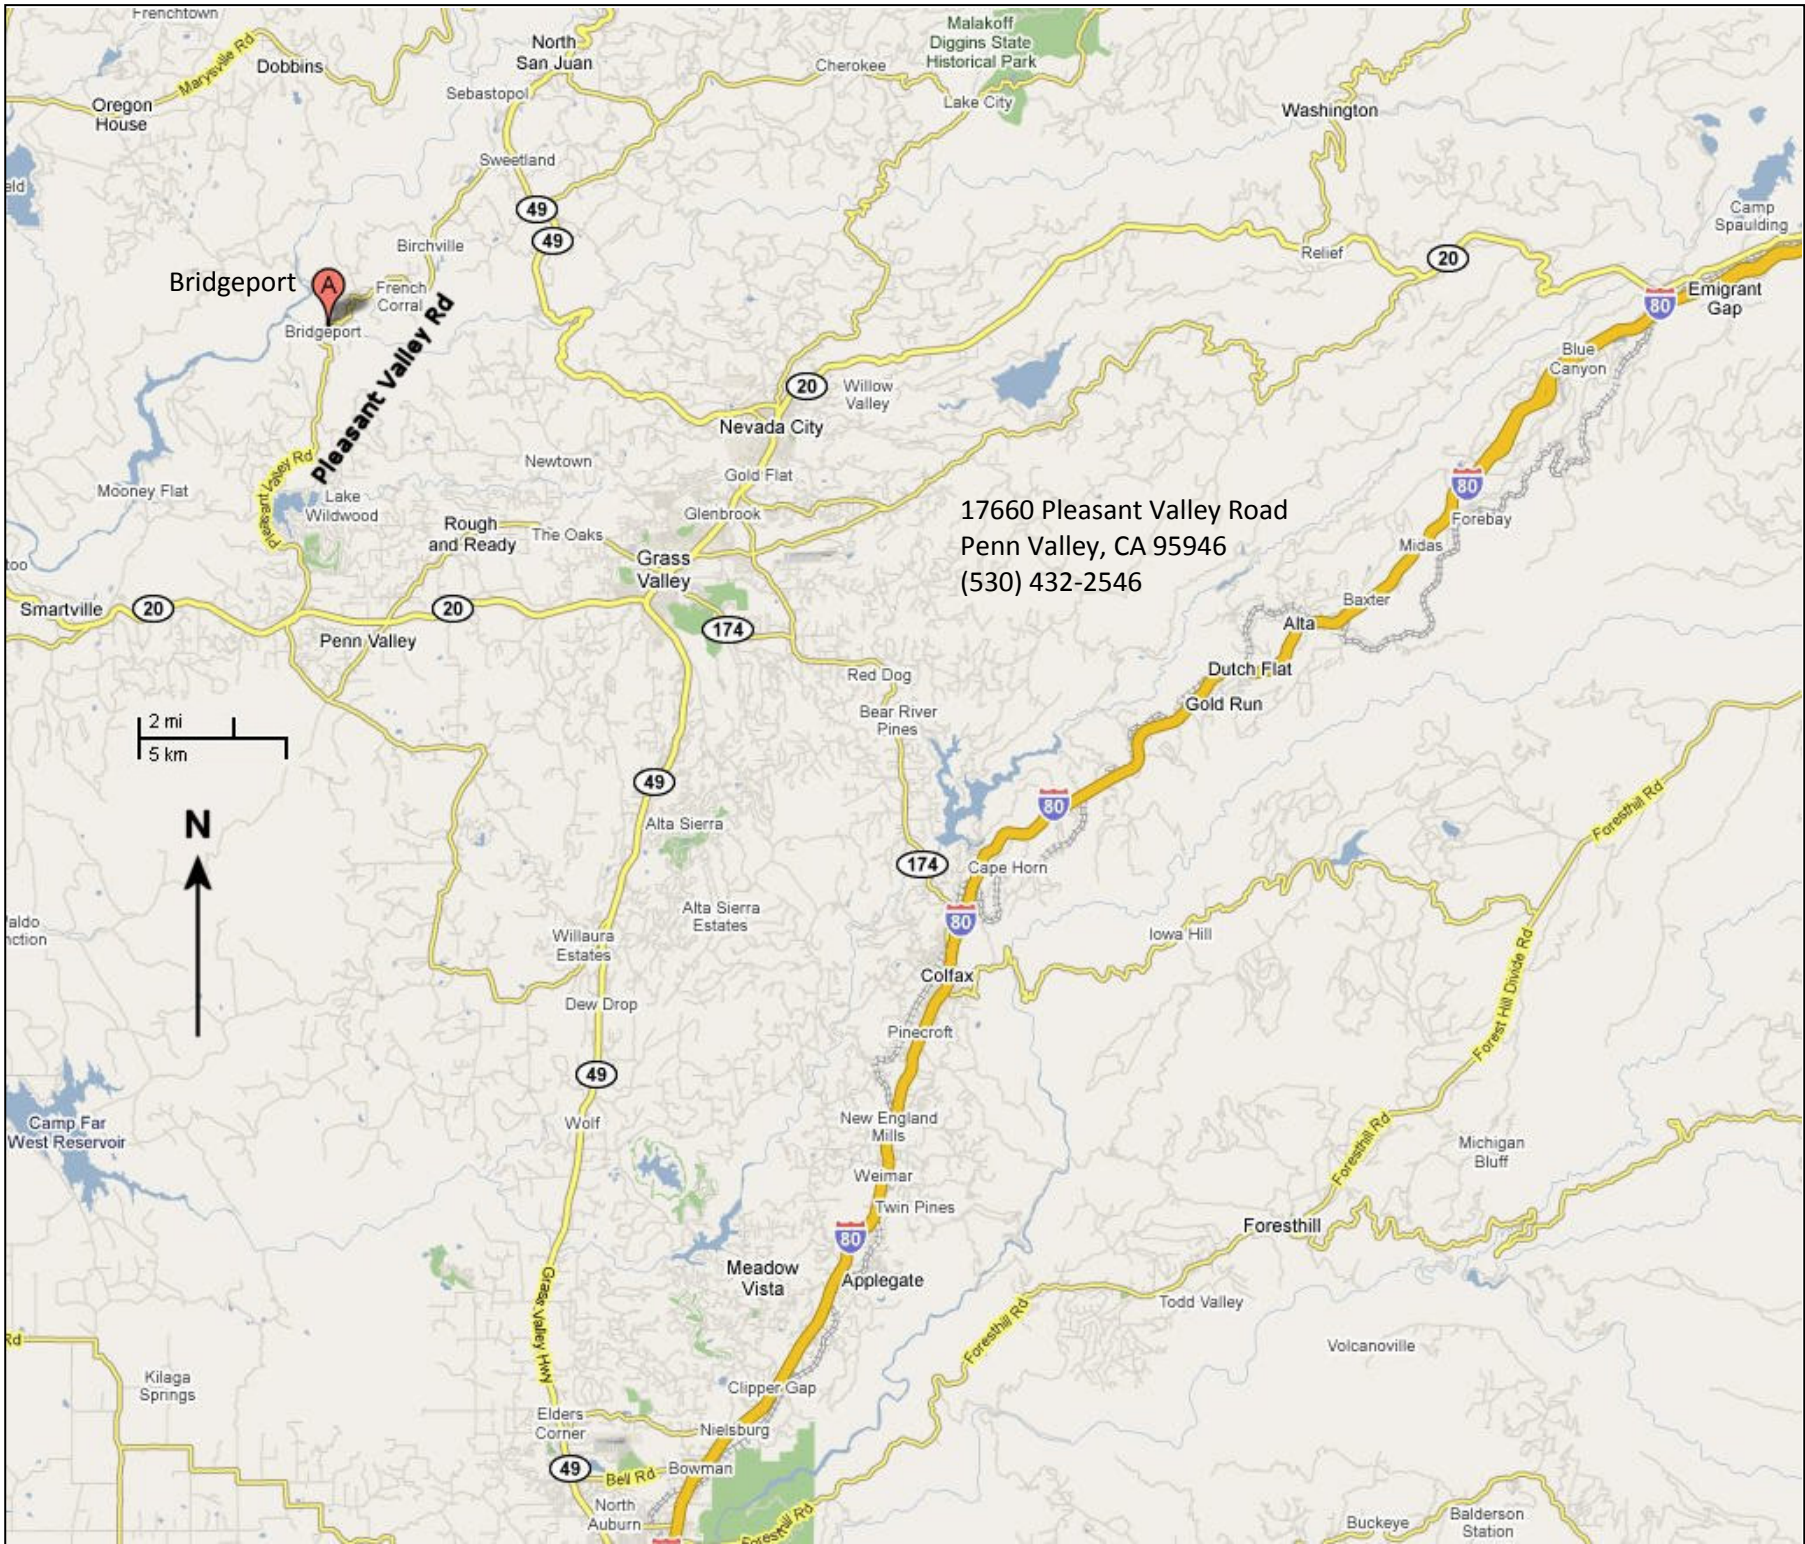 Frenchtown
Marysville Rd
Dobbins
Oregon
House
North
San Juan
Sebastopol
Cherokee
Malakoff
Diggins State
Historical Park
Lake City
Washington
Sweetland
eld
49
49
Birchville
Camp
Spaulding
Relief
20
Bridgeport
A
French
Corral
Bridgeport
Pleasant Valley Rd
80
Emigrant
Gap
Blue
Canyon
20
Willow
Valley
Nevada City
Pleasant Valley Rd
Pleasant Valley Rd
Newtown
Gold Flat
Mooney Flat
Lake
Wildwood
Glenbrook
80
Forebay
Midas
Rough
and Ready
The Oaks
Grass
Valley
17660 Pleasant Valley Road
Penn Valley, CA 95946
(530) 432-2546
too
Smartville
20
20
174
Penn Valley
Baxter
Alta
Dutch Flat
Gold Run
Red Dog
Bear River
Pines
2 mi
5 km
49
80
Foresthill Rd
N
Alta Sierra
174
Cape Horn
80
Alta Sierra
Estates
aldo
nction
Willaura
Estates
Iowa Hill
Forest Hill Divide Rd
Colfax
Dew Drop
Pinecroft
49
Camp Far
West Reservoir
Wolf
New England
Mills
Foresthill Rd
Michigan
Bluff
Weimar
Twin Pines
Foresthill
80
Meadow
Vista
Applegate
Grass Valley Hwy
Todd Valley
Foresthill Rd
Rd
Volcanoville
Kilaga
Springs
Clipper Gap
Elders
Corner
Nielsburg
49
Bell Rd
Bowman
North
Auburn
Foresthill Rd
Buckeye
Balderson
Station